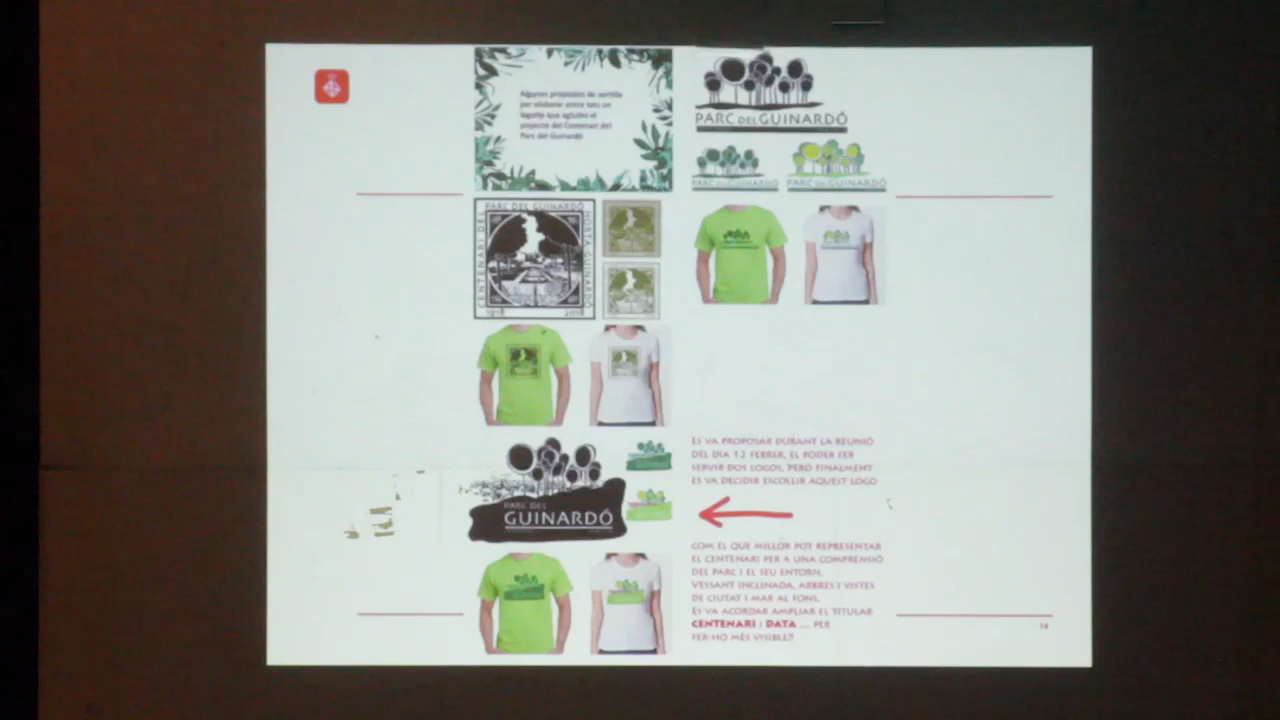 Algunes propostes de sortida
per elaborar entre tots un
logotip que aglutini el
projecte del Centenari del
Parc del Guinardó
PARC DEL GUINARDÓ
PARC DEL GUINARDÓ
PARC DEL GUINARDÓ
PARC DEL GUINARDÓ
CENTENARI DEL
HORTA GUINARDÓ
1918 2018
ES VA PROPOSAR DURANT LA REUNIÓ
DEL DIA 12 FEBRER, EL PODER FER
SERVIR DOS LOGOS, PERÒ FINALMENT
ES VA DECIDIR ESCOLLIR AQUEST LOGO
PARC DEL
GUINARDÓ
COM EL QUE MILLOR POT REPRESENTAR
EL CENTENARI PER A UNA COMPRENSIÓ
DEL PARC I EL SEU ENTORN.
VESSANT INCLINADA, ARBRES I VISTES
DE CIUTAT I MAR AL FONS.
ES VA ACORDAR AMPLIAR EL TITULAR
CENTENARI I DATA .... PER
FER-HO MÉS VISIBLE!!
14